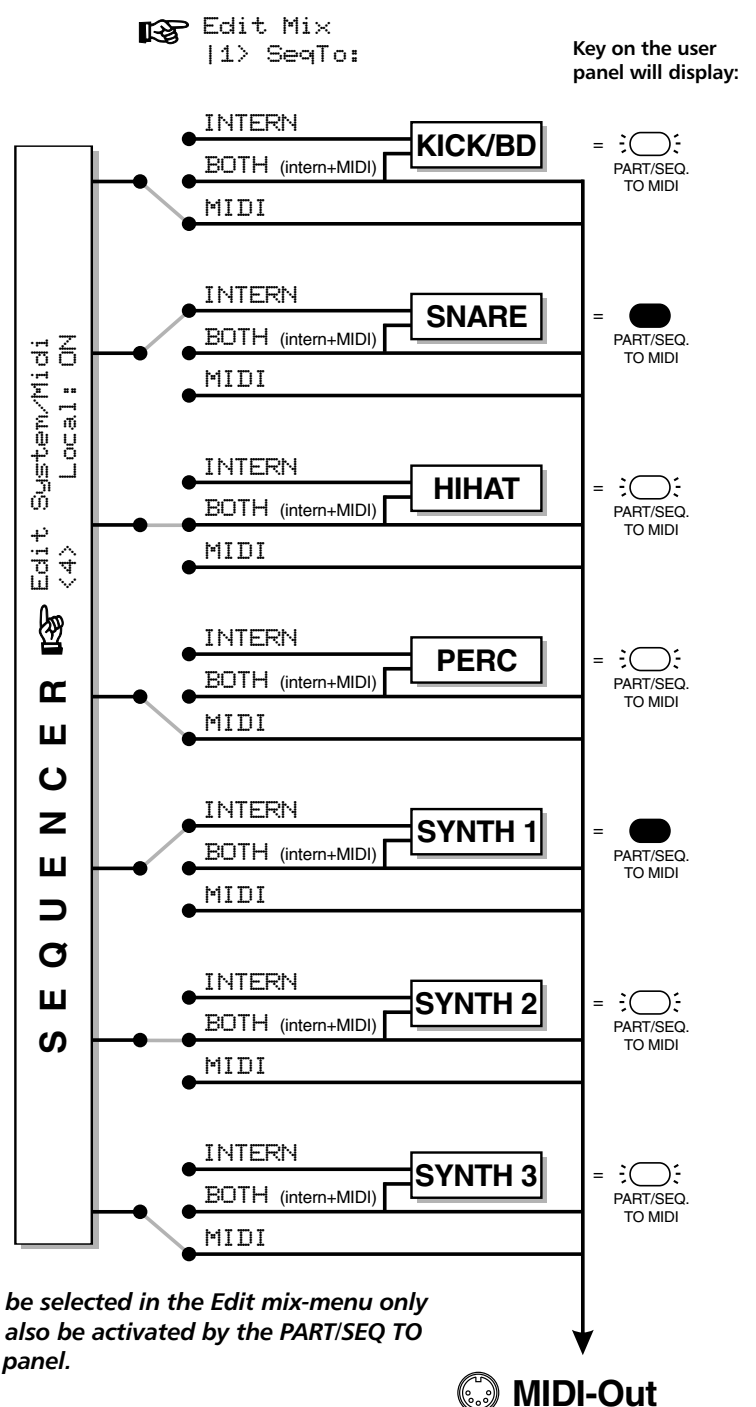 Edit Mix
|1> SeqTo:
Key on the user
panel will display:
SEQUENCER
Edit System/Midi
<4> Local: ON
INTERN
BOTH (intern+MIDI)
MIDI
KICK/BD
=
PART/SEQ.
TO MIDI
INTERN
BOTH (intern+MIDI)
MIDI
SNARE
=
PART/SEQ.
TO MIDI
INTERN
BOTH (intern+MIDI)
MIDI
HIHAT
=
PART/SEQ.
TO MIDI
INTERN
BOTH (intern+MIDI)
MIDI
PERC
=
PART/SEQ.
TO MIDI
INTERN
BOTH (intern+MIDI)
MIDI
SYNTH 1
=
PART/SEQ.
TO MIDI
INTERN
BOTH (intern+MIDI)
MIDI
SYNTH 2
=
PART/SEQ.
TO MIDI
INTERN
BOTH (intern+MIDI)
MIDI
SYNTH 3
=
PART/SEQ.
TO MIDI
be selected in the Edit mix-menu only
also be activated by the PART/SEQ TO
panel.
MIDI-Out